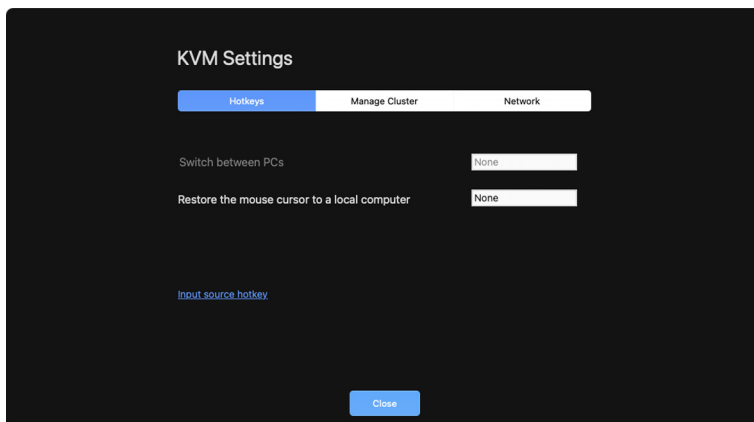 KVM Settings
Hotkeys Manage Cluster Network
Switch between PCs None
Restore the mouse cursor to a local computer None
Input source hotkey
Close